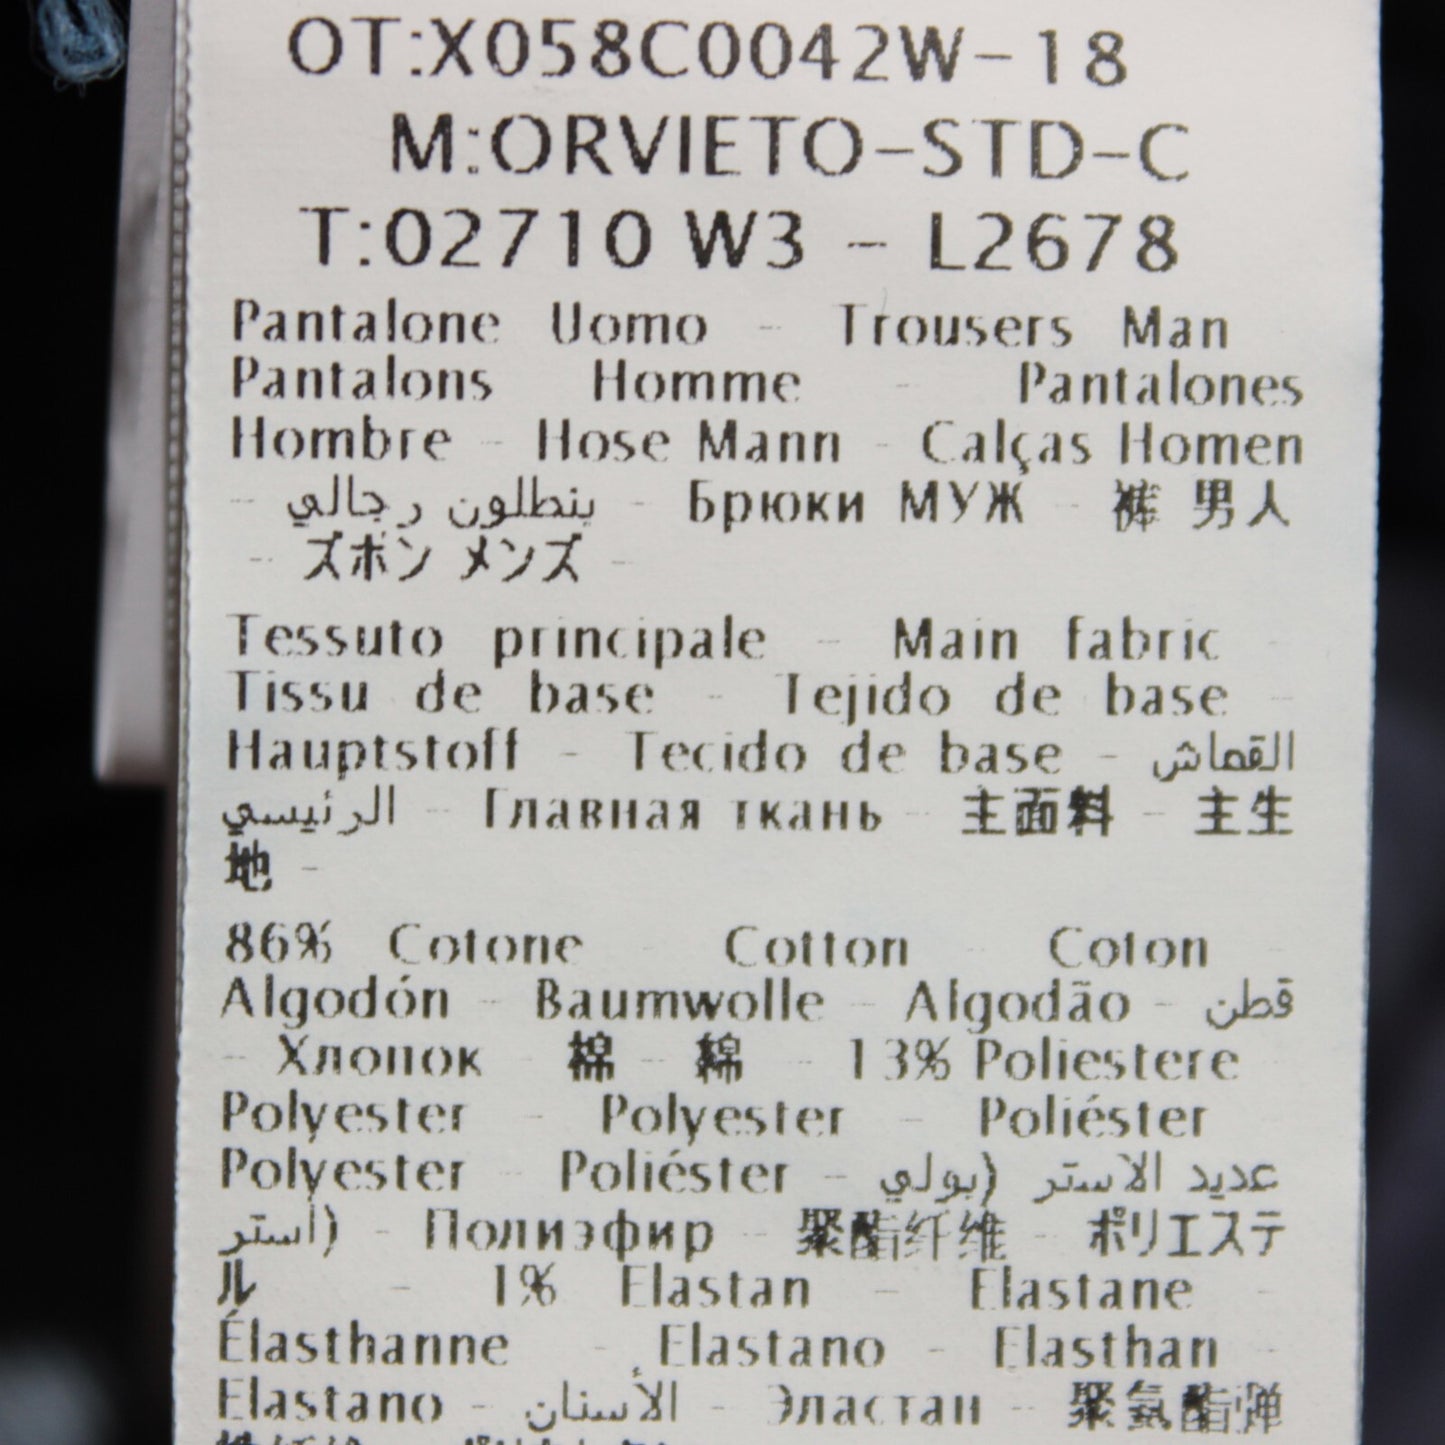 OT:X058C0042W-18
M:ORVIETO-STD-C
T:02710 W3 - L2678
Pantalone Uomo - Trousers Man
Pantalons Homme - Pantalones
Hombre - Hose Mann - Calças Homen
- بنطلون رجالي - Брюки МУЖ - 裤 男人
- ズボン メンズ -
Tessuto principale - Main fabric -
Tissu de base - Tejido de base -
Hauptstoff - Tecido de base - القماش
الرئيسي - Главная ткань - 主面料 - 主生
地 -
86% Cotone - Cotton - Coton -
Algodón - Baumwolle - Algodão - قطن
- Хлопок - 棉 - 綿 - 13% Poliestere -
Polyester - Polyester - Poliéster -
Polyester - Poliéster - عديد الاستر (بولي
أستر) - Полиэфир - 聚酯纤维 - ポリエステ
ル - 1% Elastan - Elastane -
Élasthanne - Elastano - Elasthan -
Elastano - الأسنان - Эластан - 聚氨酯弹